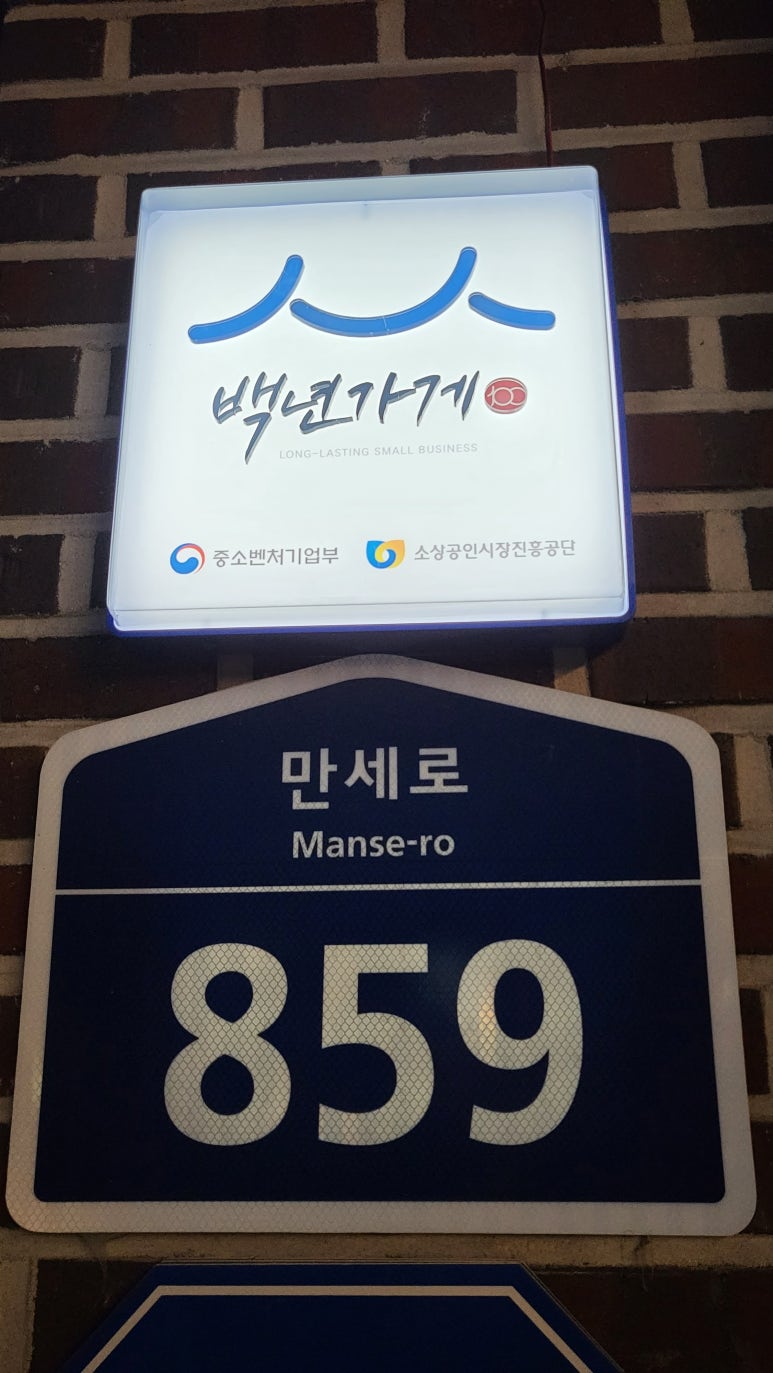 백년가게 100
LONG-LASTING SMALL BUSINESS
중소벤처기업부 소상공인시장진흥공단
만세로
Manse-ro
859